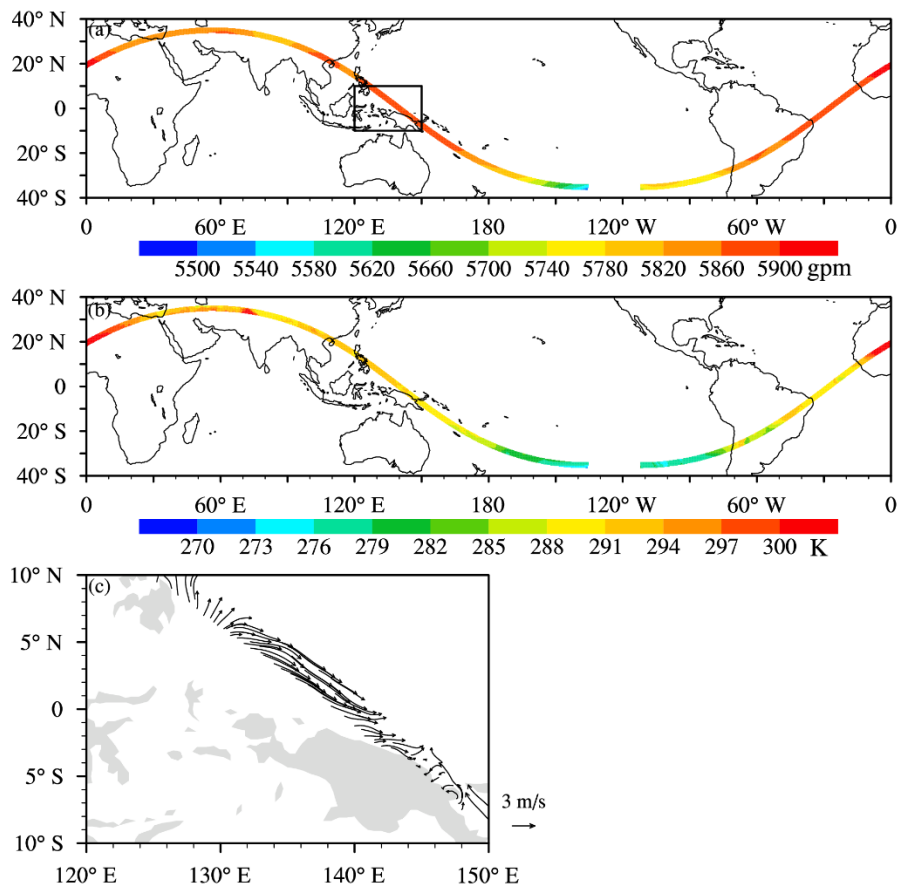 40° N
(a)
20° N
0
20° S
40° S
0 60° E 120° E 180 120° W 60° W 0
5500 5540 5580 5620 5660 5700 5740 5780 5820 5860 5900 gpm
40° N
(b)
20° N
0
20° S
40° S
0 60° E 120° E 180 120° W 60° W 0
270 273 276 279 282 285 288 291 294 297 300 K
10° N
(c)
5° N
0
5° S
3 m/s
10° S
120° E 130° E 140° E 150° E